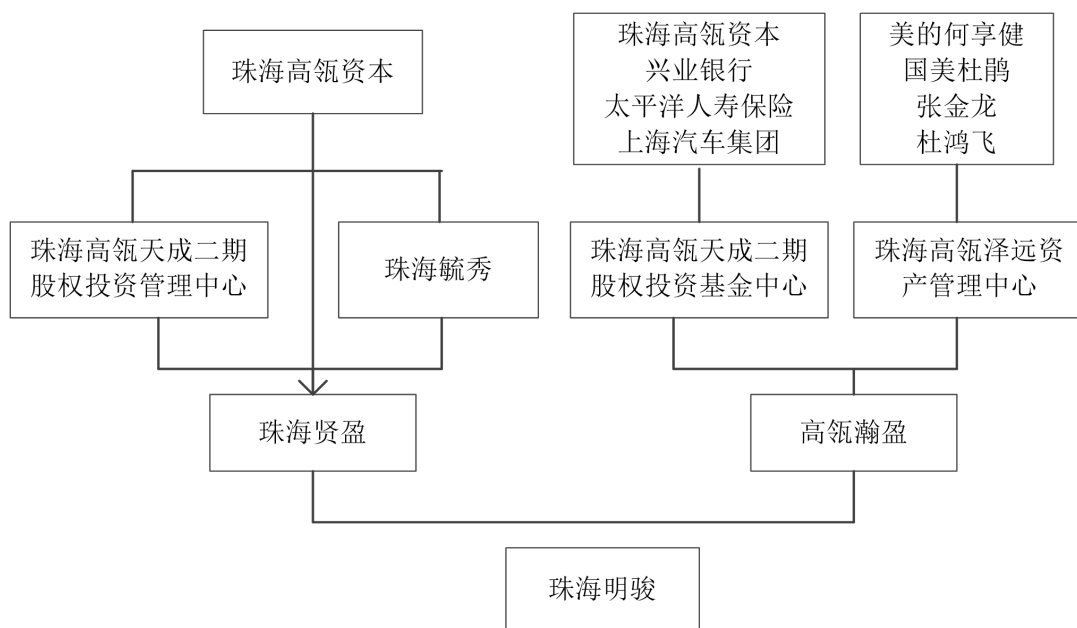 珠海高瓴资本
珠海高瓴资本
兴业银行
太平洋人寿保险
上海汽车集团
美的何享健
国美杜鹃
张金龙
杜鸿飞
珠海高瓴天成二期
股权投资管理中心
珠海毓秀
珠海高瓴天成二期
股权投资基金中心
珠海高瓴泽远资
产管理中心
珠海贤盈
高瓴瀚盈
珠海明骏